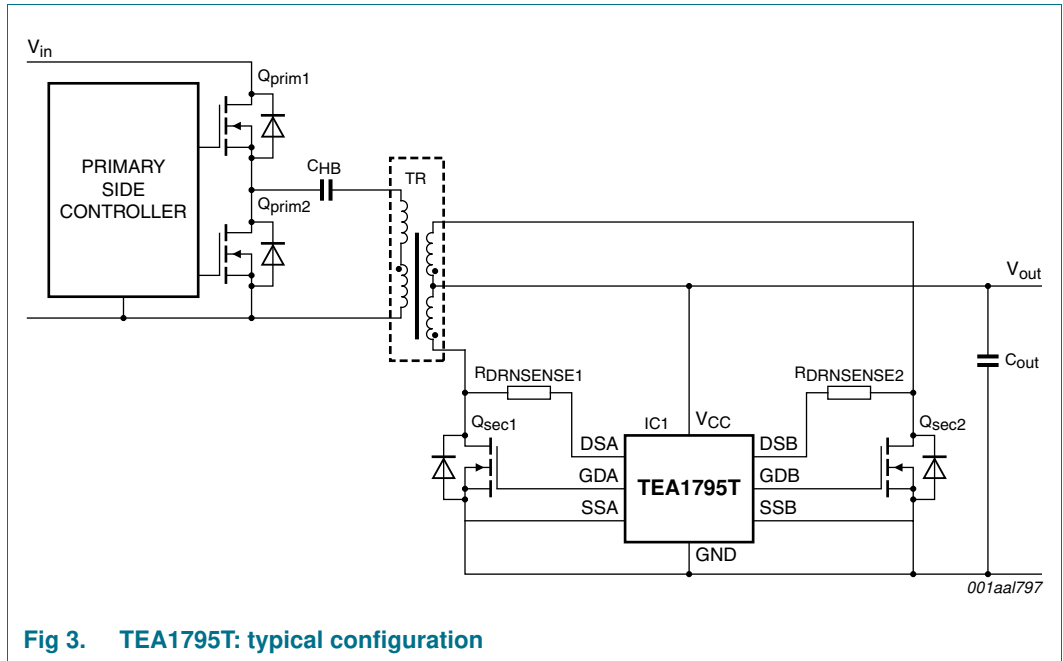 Vin
Qprim1
PRIMARY
SIDE
CONTROLLER
CHB
TR
Qprim2
Vout
Cout
RDRNSENSE1
RDRNSENSE2
Qsec1
IC1
VCC
Qsec2
DSA
DSB
GDA
TEA1795T
GDB
SSA
SSB
GND
001aal797
Fig 3. TEA1795T: typical configuration